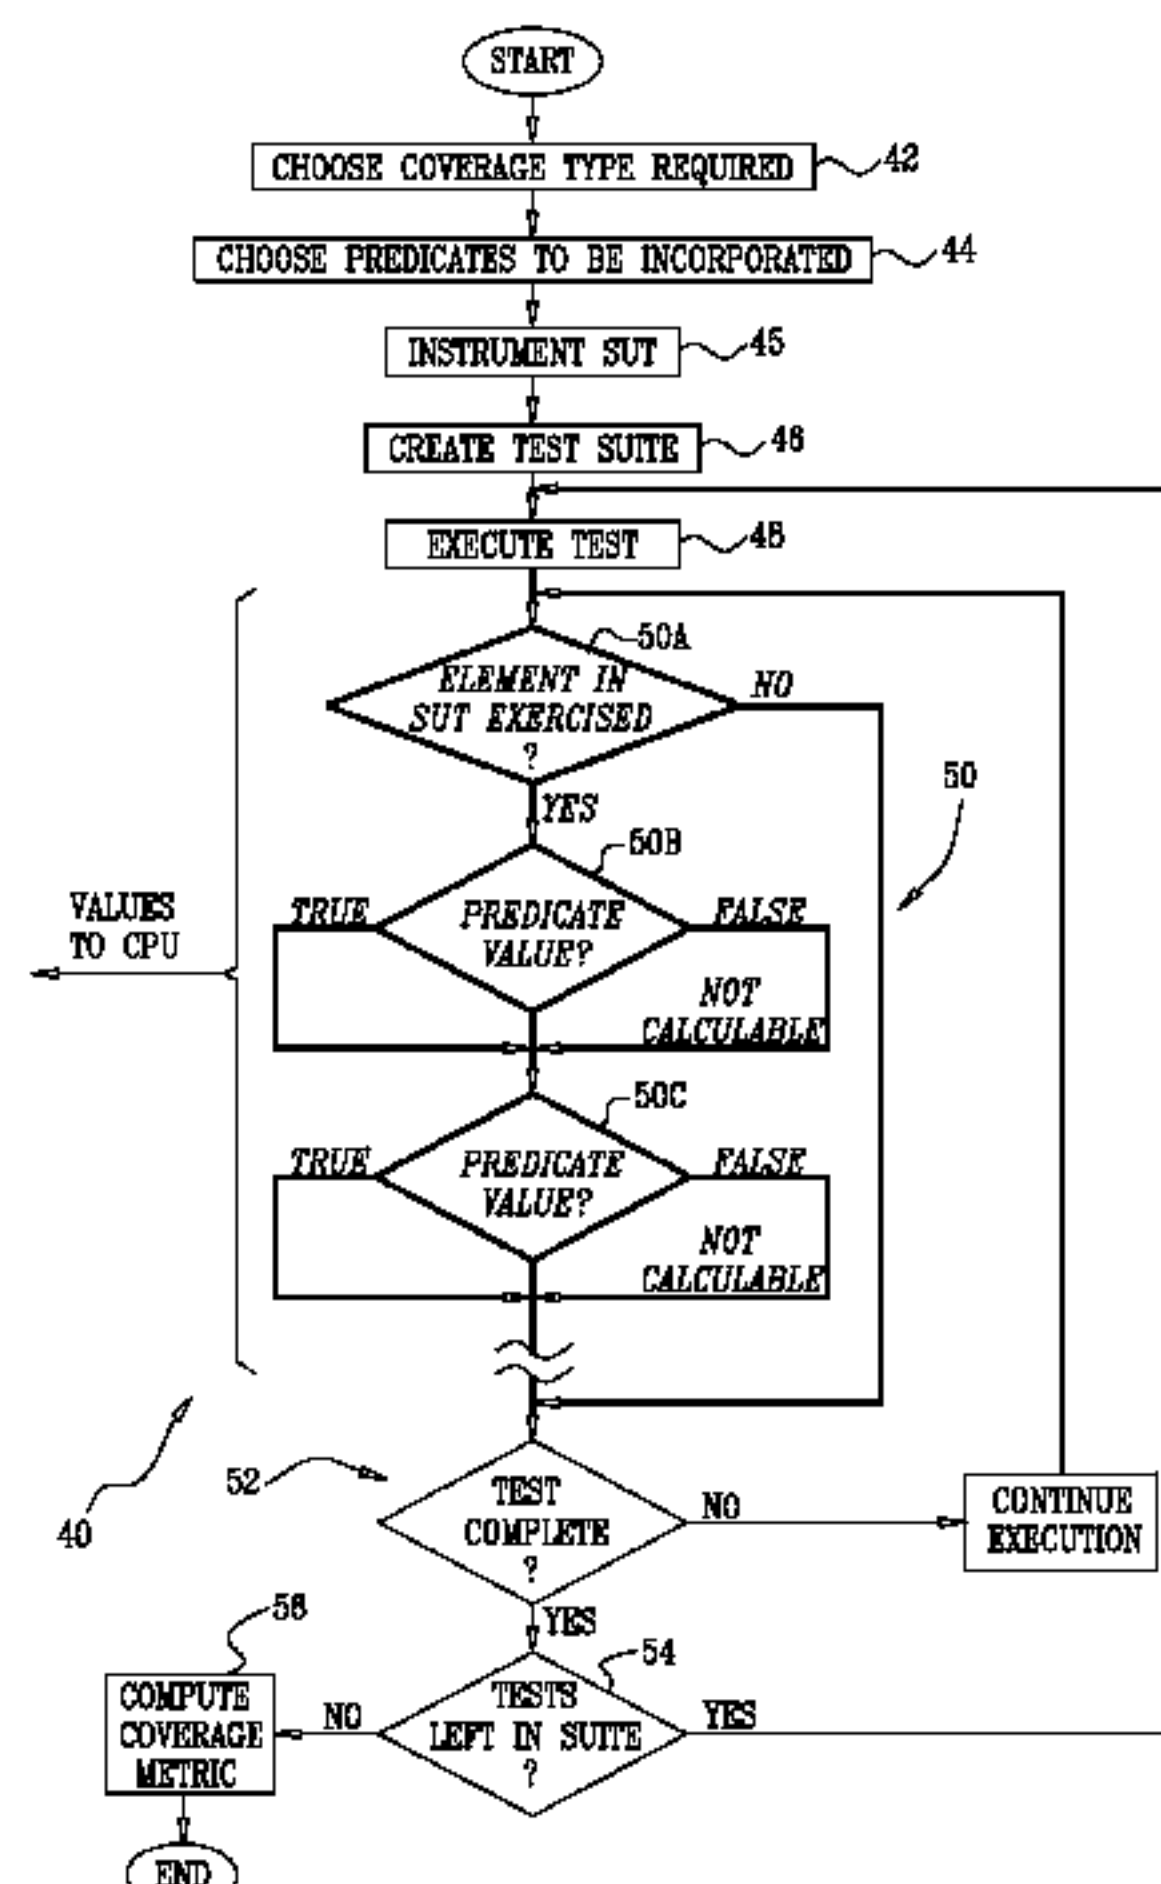 START
CHOOSE COVERAGE TYPE REQUIRED
42
CHOOSE PREDICATES TO BE INCORPORATED
44
INSTRUMENT SUT
45
CREATE TEST SUITE
46
EXECUTE TEST
48
50A
ELEMENT IN
SUT EXERCISED
?
NO
YES
50
50B
VALUES
TO CPU
TRUE
PREDICATE
VALUE?
FALSE
NOT
CALCULABLE
50C
TRUE
PREDICATE
VALUE?
FALSE
NOT
CALCULABLE
40
52
TEST
COMPLETE
?
NO
CONTINUE
EXECUTION
YES
56
54
COMPUTE
COVERAGE
METRIC
NO
TESTS
LEFT IN SUITE
?
YES
END